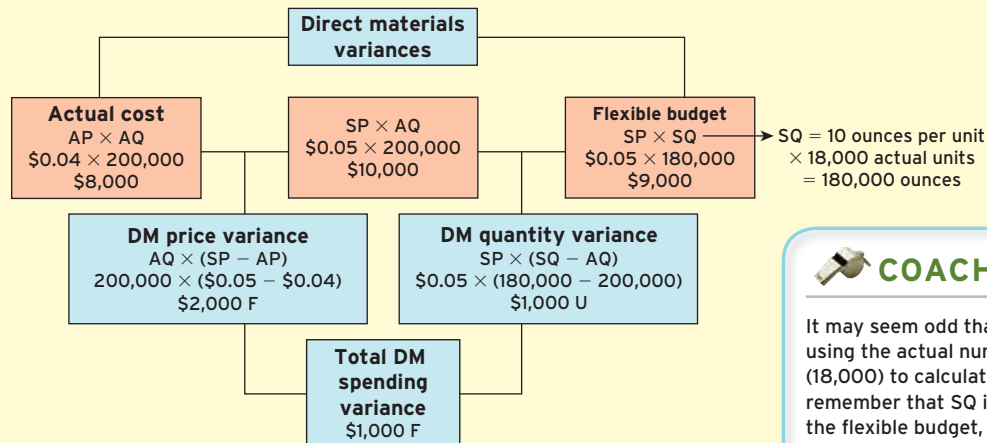 Direct materials
variances
Actual cost
AP × AQ
$0.04 × 200,000
$8,000
SP × AQ
$0.05 × 200,000
$10,000
Flexible budget
SP × SQ
$0.05 × 180,000
$9,000
SQ = 10 ounces per unit
× 18,000 actual units
= 180,000 ounces
DM price variance
AQ × (SP − AP)
200,000 × ($0.05 − $0.04)
$2,000 F
DM quantity variance
SP × (SQ − AQ)
$0.05 × (180,000 − 200,000)
$1,000 U
Total DM
spending
variance
$1,000 F
COACH
It may seem odd tha
using the actual num
(18,000) to calculat
remember that SQ i
the flexible budget,